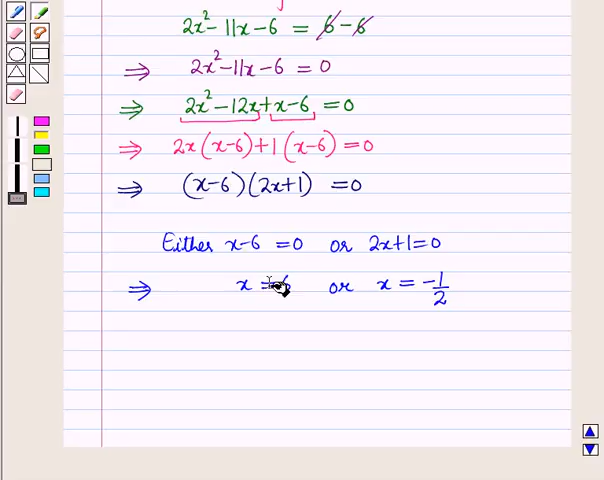 2x² - 11x - 6 = 6 - 6
⇒ 2x² - 11x - 6 = 0
⇒ 2x² - 12x + x - 6 = 0
⇒ 2x (x-6) + 1 (x-6) = 0
⇒ (x-6) (2x+1) = 0
Either x-6 = 0 or 2x+1 = 0
⇒ x = 6 or x = -1/2